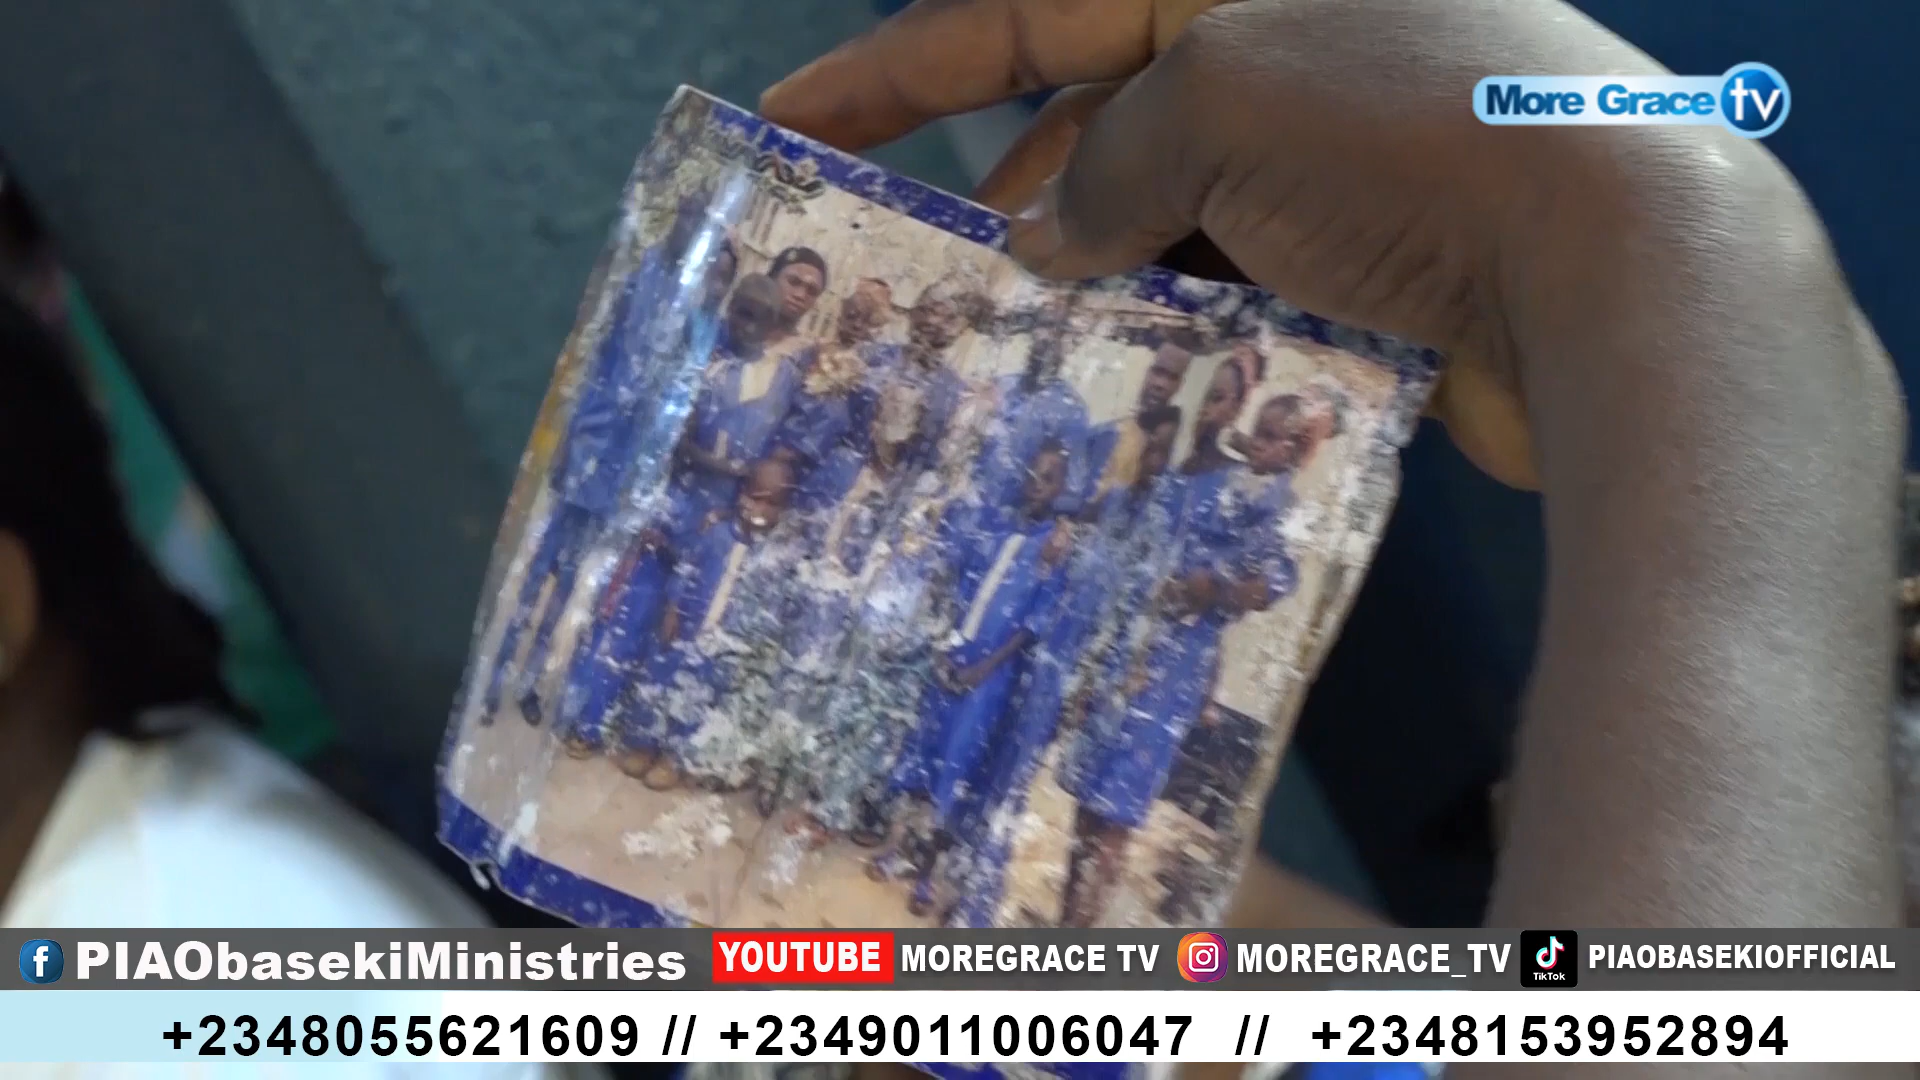 More Grace tv
PIAObasekiMinistries YOUTUBE MOREGRACE TV MOREGRACE_TV TikTok PIAOBASEKIOFFICIAL
+2348055621609 // +2349011006047 // +2348153952894